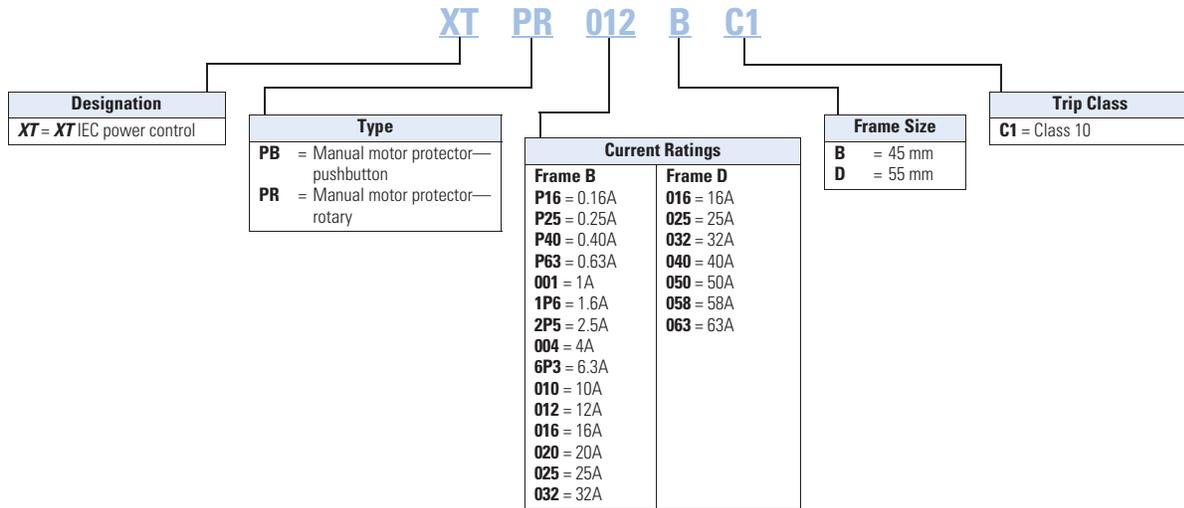 XT PR 012 B C1
Designation
XT = XT IEC power control
Type
PB = Manual motor protector—
pushbutton
PR = Manual motor protector—
rotary
Current Ratings
Frame B
P16 = 0.16A
P25 = 0.25A
P40 = 0.40A
P63 = 0.63A
001 = 1A
1P6 = 1.6A
2P5 = 2.5A
004 = 4A
6P3 = 6.3A
010 = 10A
012 = 12A
016 = 16A
020 = 20A
025 = 25A
032 = 32A
Frame D
016 = 16A
025 = 25A
032 = 32A
040 = 40A
050 = 50A
058 = 58A
063 = 63A
Frame Size
B = 45 mm
D = 55 mm
Trip Class
C1 = Class 10